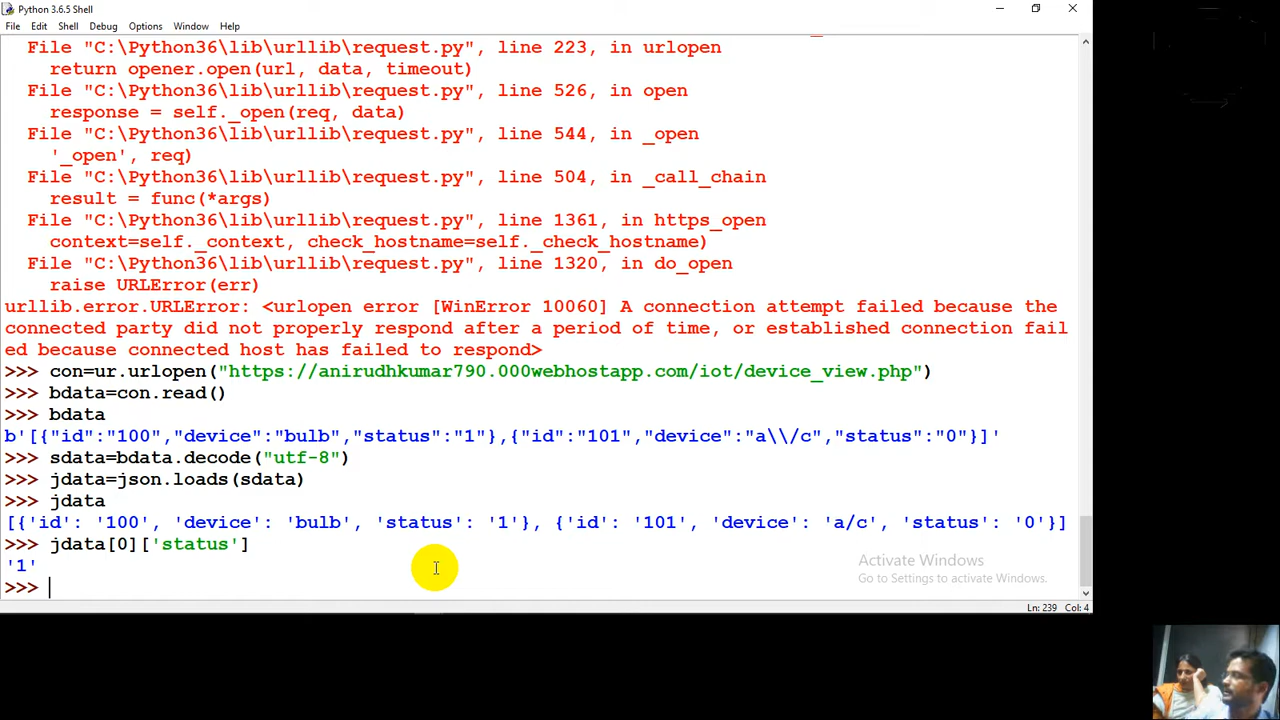 Python 3.6.5 Shell
File Edit Shell Debug Options Window Help
File "C:\Python36\lib\urllib\request.py", line 223, in urlopen
return opener.open(url, data, timeout)
File "C:\Python36\lib\urllib\request.py", line 526, in open
response = self._open(req, data)
File "C:\Python36\lib\urllib\request.py", line 544, in _open
'_open', req)
File "C:\Python36\lib\urllib\request.py", line 504, in _call_chain
result = func(*args)
File "C:\Python36\lib\urllib\request.py", line 1361, in https_open
context=self._context, check_hostname=self._check_hostname)
File "C:\Python36\lib\urllib\request.py", line 1320, in do_open
raise URLError(err)
urllib.error.URLError: <urlopen error [WinError 10060] A connection attempt failed because the
connected party did not properly respond after a period of time, or established connection fail
ed because connected host has failed to respond>
>>> con=ur.urlopen("https://anirudhkumar790.000webhostapp.com/iot/device_view.php")
>>> bdata=con.read()
>>> bdata
b'[{"id":"100","device":"bulb","status":"1"},{"id":"101","device":"a\\/c","status":"0"}]'
>>> sdata=bdata.decode("utf-8")
>>> jdata=json.loads(sdata)
>>> jdata
[{'id': '100', 'device': 'bulb', 'status': '1'}, {'id': '101', 'device': 'a/c', 'status': '0'}]
>>> jdata[0]['status']
'1'
>>>
Activate Windows
Go to Settings to activate Windows.
Ln: 239 Col: 4